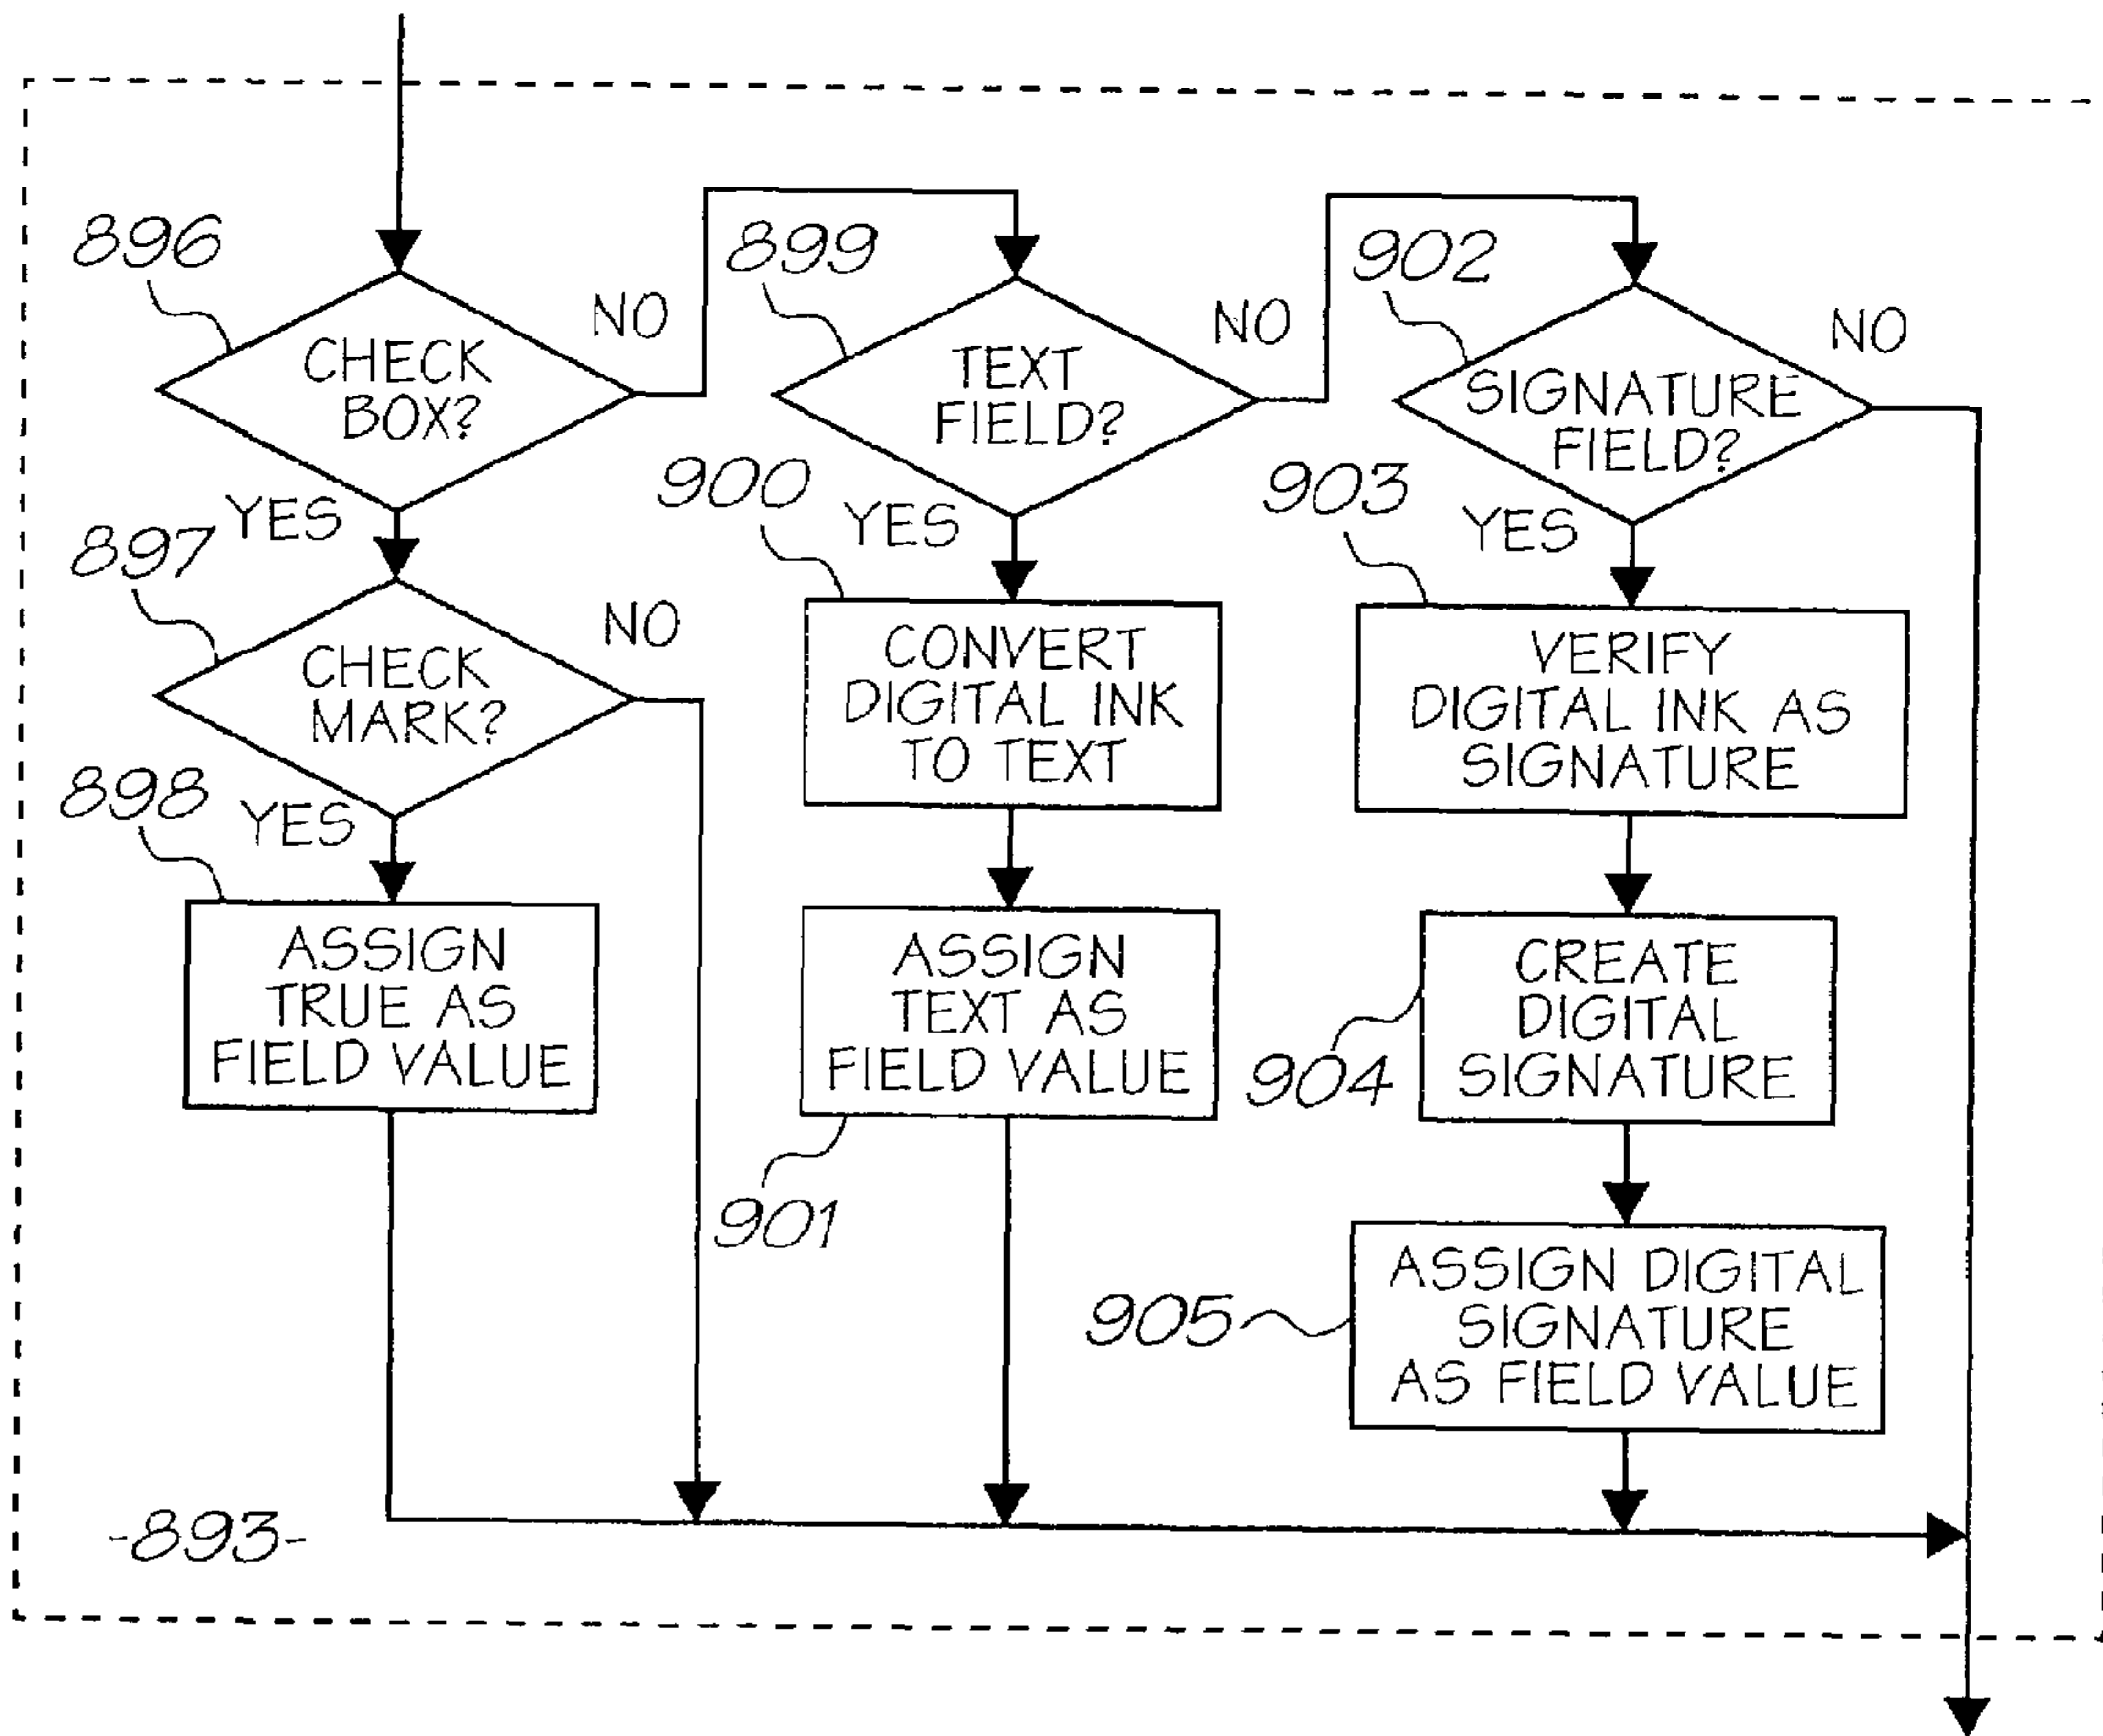 896
CHECK
BOX?
NO
YES
897
CHECK
MARK?
NO
YES
898
ASSIGN
TRUE AS
FIELD VALUE
899
TEXT
FIELD?
NO
YES
900
CONVERT
DIGITAL INK
TO TEXT
ASSIGN
TEXT AS
FIELD VALUE
901
902
SIGNATURE
FIELD?
NO
YES
903
VERIFY
DIGITAL INK AS
SIGNATURE
CREATE
DIGITAL
SIGNATURE
904
ASSIGN DIGITAL
SIGNATURE
AS FIELD VALUE
905
-893-